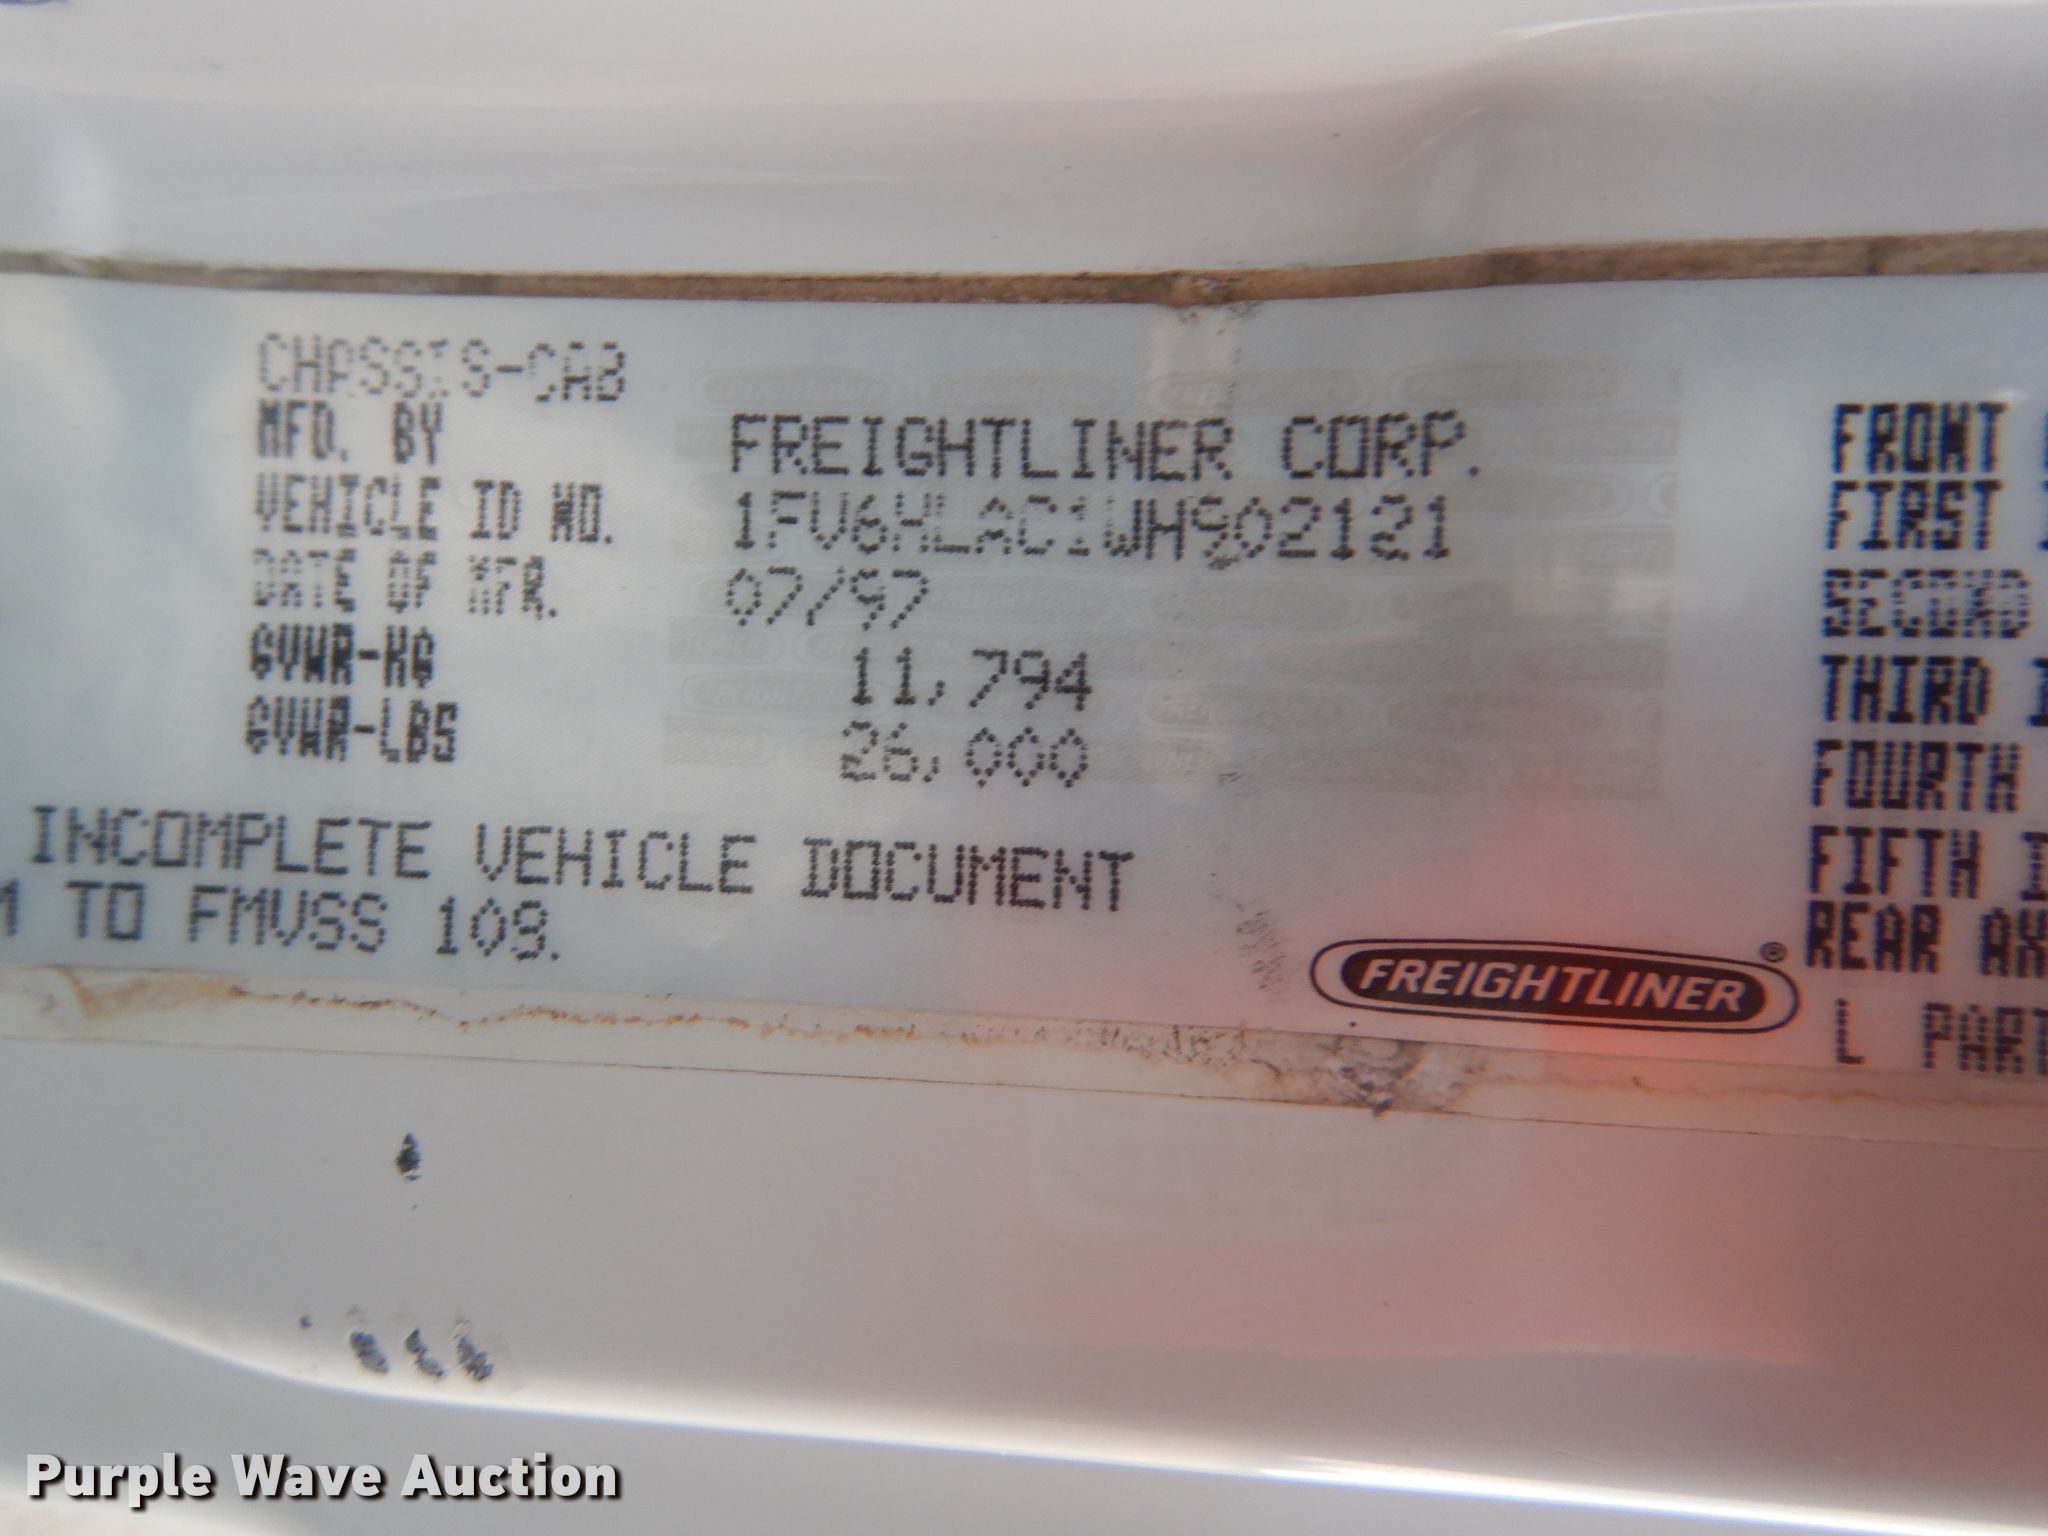 CHASSIS-CAB
MFD. BY FREIGHTLINER CORP.
VEHICLE ID NO. 1FV6HLAC1WH902121
DATE OF MFR. 07/97
GVWR-KG 11,794
GVWR-LBS 26,000
INCOMPLETE VEHICLE DOCUMENT
TO FMVSS 108.
FREIGHTLINER®
FRONT
FIRST
SECOND
THIRD
FOURTH
FIFTH
REAR
L PART
Purple Wave Auction